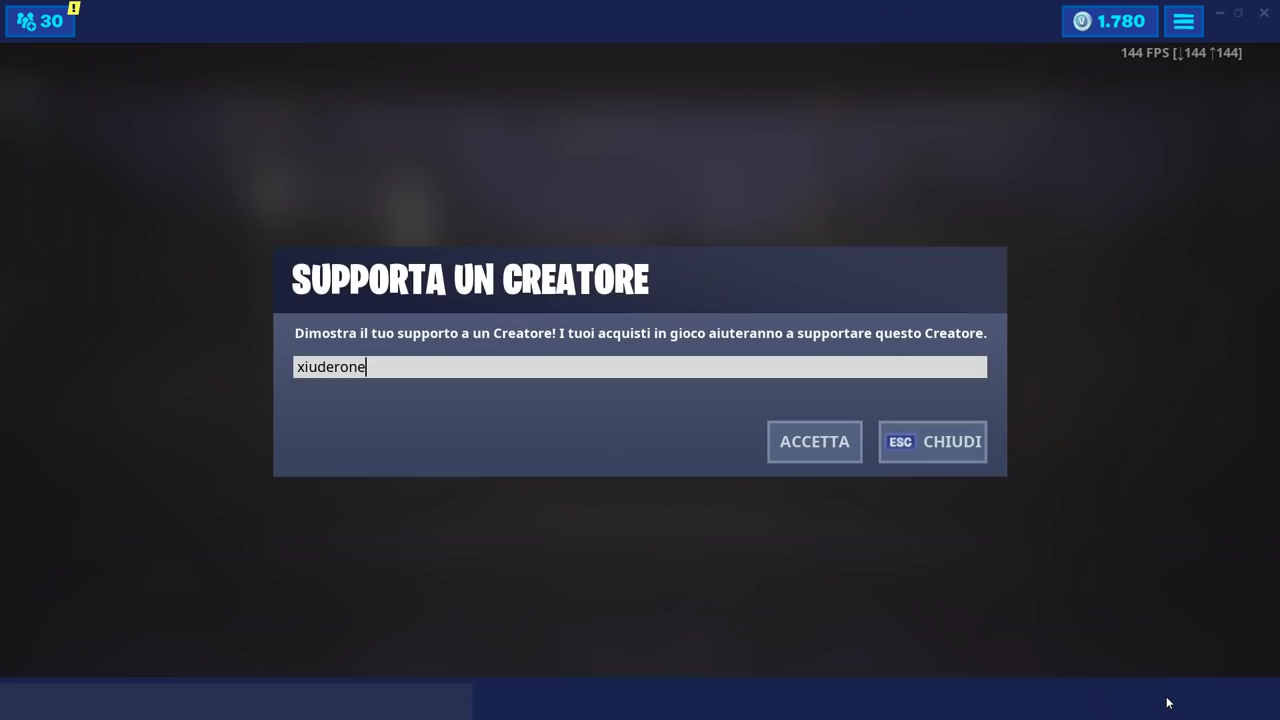 30
!
1.780
144 FPS [↓144 ↑144]
SUPPORTA UN CREATORE
Dimostra il tuo supporto a un Creatore! I tuoi acquisti in gioco aiuteranno a supportare questo Creatore.
xiuderone
ACCETTA
ESC CHIUDI